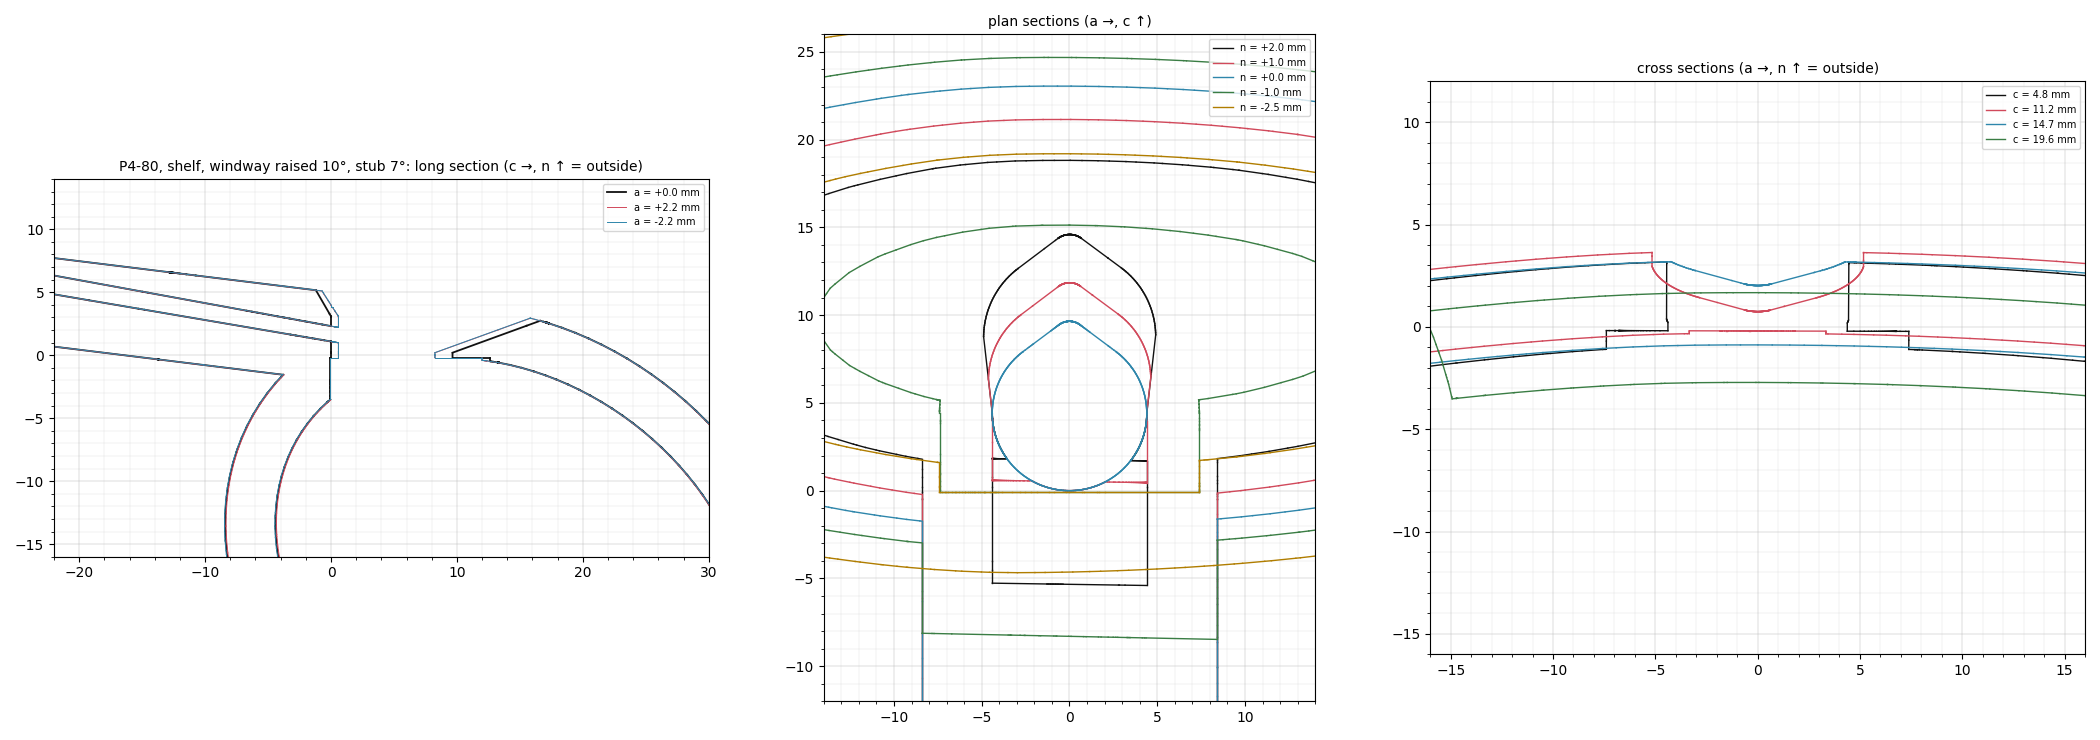 P4-80, shelf, windway raised 10°, stub 7°: long section (c →, n ↑ = outside)
a = +0.0 mm
a = +2.2 mm
a = -2.2 mm
10
5
0
−5
−10
−15
−20
−10
0
10
20
30
plan sections (a →, c ↑)
n = +2.0 mm
n = +1.0 mm
n = +0.0 mm
n = -1.0 mm
n = -2.5 mm
25
20
15
10
5
0
−5
−10
−10
−5
0
5
10
cross sections (a →, n ↑ = outside)
c = 4.8 mm
c = 11.2 mm
c = 14.7 mm
c = 19.6 mm
10
5
0
−5
−10
−15
−15
−10
−5
0
5
10
15